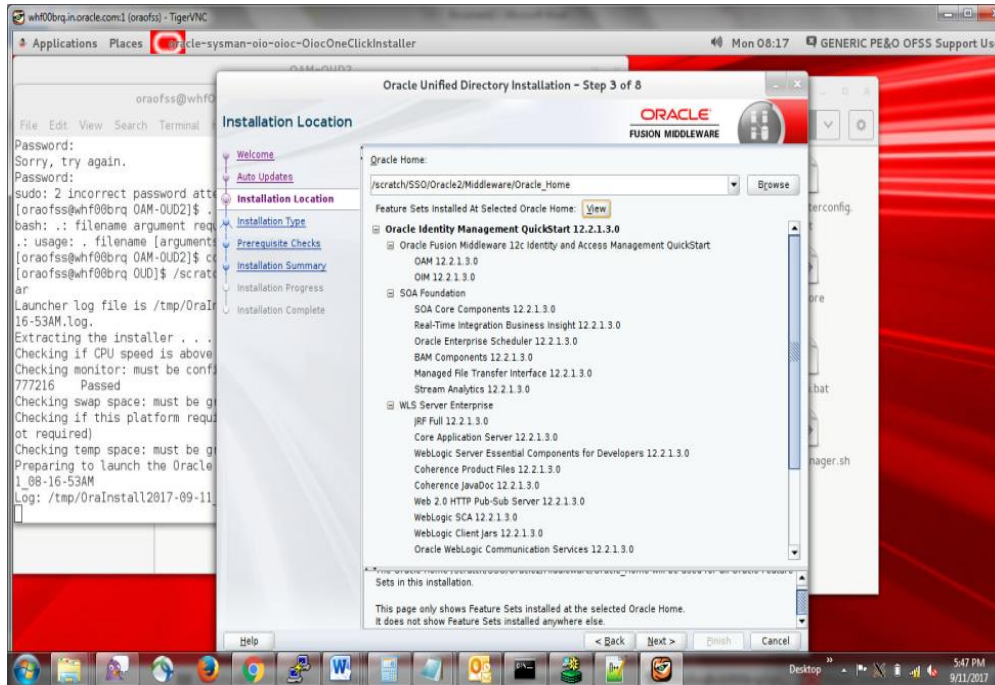 whf00brq.in.oracle.com:1 (oraofss) - TigerVNC
Applications Places oracle-sysman-oio-oioc-OiocOneClickInstaller Mon 08:17 GENERIC PE&O OFSS Support Us
OAM-OUD2
oraofss@whf0
File Edit View Search Terminal
Password:
Sorry, try again.
Password:
sudo: 2 incorrect password atte
[oraofss@whf00brq OAM-OUD2]$ .
bash: .: filename argument requ
.: usage: . filename [arguments
[oraofss@whf00brq OAM-OUD2]$ cd
[oraofss@whf00brq OUD]$ /scratc
ar
Launcher log file is /tmp/OraIn
16-53AM.log.
Extracting the installer . . .
Checking if CPU speed is above
Checking monitor: must be confi
777216 Passed
Checking swap space: must be gr
Checking if this platform requi
ot required)
Checking temp space: must be gr
Preparing to launch the Oracle
1_08-16-53AM
Log: /tmp/OraInstall2017-09-11_
Oracle Unified Directory Installation - Step 3 of 8
Installation Location
ORACLE
FUSION MIDDLEWARE
Welcome
Auto Updates
Installation Location
Installation Type
Prerequisite Checks
Installation Summary
Installation Progress
Installation Complete
Oracle Home:
/scratch/SSO/Oracle2/Middleware/Oracle_Home Browse
Feature Sets Installed At Selected Oracle Home: View
Oracle Identity Management QuickStart 12.2.1.3.0
Oracle Fusion Middleware 12c Identity and Access Management QuickStart
OAM 12.2.1.3.0
OIM 12.2.1.3.0
SOA Foundation
SOA Core Components 12.2.1.3.0
Real-Time Integration Business Insight 12.2.1.3.0
Oracle Enterprise Scheduler 12.2.1.3.0
BAM Components 12.2.1.3.0
Managed File Transfer Interface 12.2.1.3.0
Stream Analytics 12.2.1.3.0
WLS Server Enterprise
JRF Full 12.2.1.3.0
Core Application Server 12.2.1.3.0
WebLogic Server Essential Components for Developers 12.2.1.3.0
Coherence Product Files 12.2.1.3.0
Coherence JavaDoc 12.2.1.3.0
Web 2.0 HTTP Pub-Sub Server 12.2.1.3.0
WebLogic SCA 12.2.1.3.0
WebLogic Client Jars 12.2.1.3.0
Oracle WebLogic Communication Services 12.2.1.3.0
Sets in this installation.
This page only shows Feature Sets installed at the selected Oracle Home.
It does not show Feature Sets installed anywhere else.
Help < Back Next > Finish Cancel
terconfig.
ore
.bat
nager.sh
Desktop
5:47 PM
9/11/2017